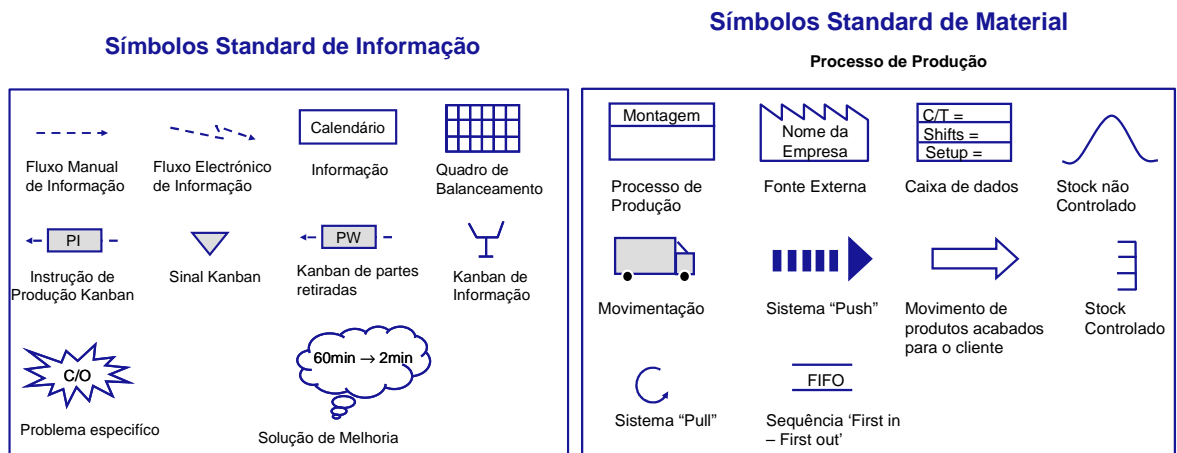 Símbolos Standard de Informação
Fluxo Manual
de Informação
Fluxo Electrónico
de Informação
Calendário
Informação
Quadro de
Balanceamento
PI
Instrução de
Produção Kanban
Sinal Kanban
PW
Kanban de partes
retiradas
Kanban de
Informação
C/O
Problema especifíco
60min → 2min
Solução de Melhoria
Símbolos Standard de Material
Processo de Produção
Montagem
Processo de
Produção
Nome da
Empresa
Fonte Externa
C/T =
Shifts =
Setup =
Caixa de dados
Stock não
Controlado
Movimentação
Sistema “Push”
Movimento de
produtos acabados
para o cliente
Stock
Controlado
Sistema “Pull”
FIFO
Sequência ‘First in
– First out’